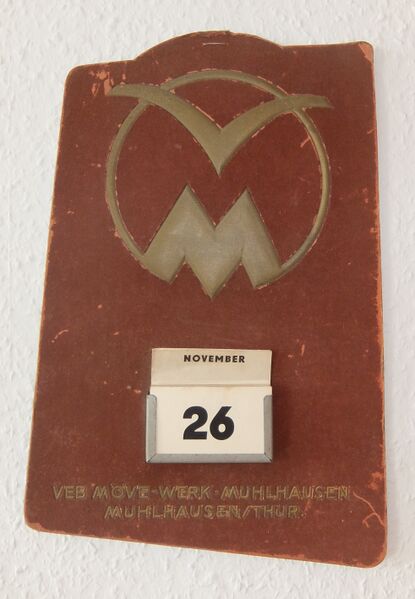 M
NOVEMBER
26
VEB MÖVE-WERK MÜHLHAUSEN
MÜHLHAUSEN/THÜR.